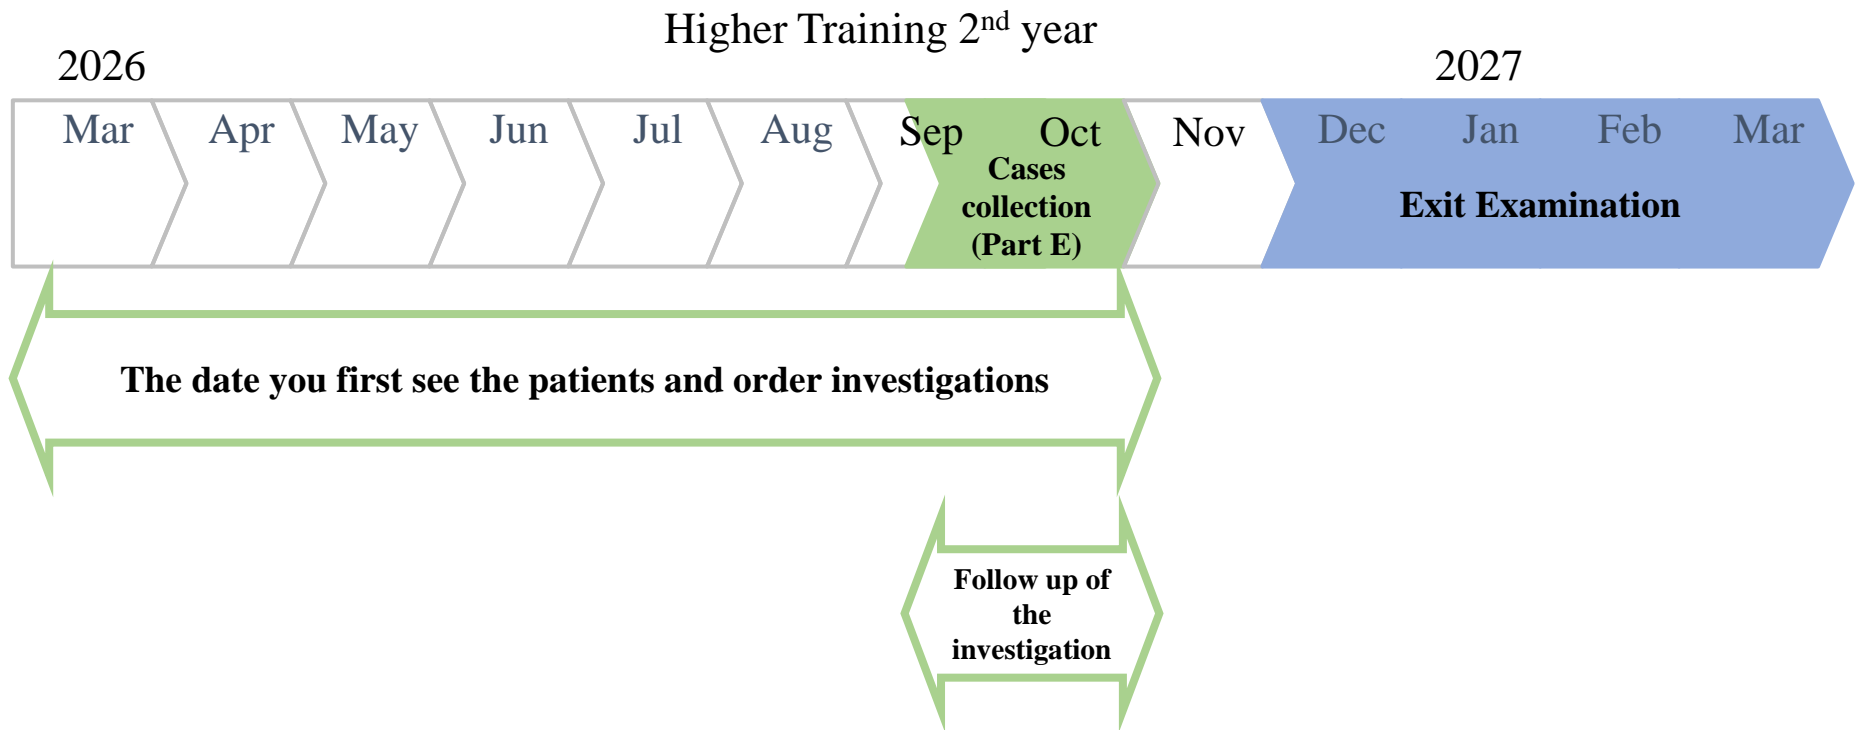 Higher Training 2nd year
2026
2027
Mar Apr May Jun Jul Aug Sep Oct Nov Dec Jan Feb Mar
Cases
collection
(Part E)
Exit Examination
The date you first see the patients and order investigations
Follow up of
the
investigation